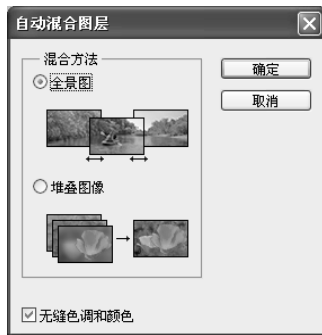 自动混合图层
混合方法
全景图
确定
取消
堆叠图像
无缝色调和颜色